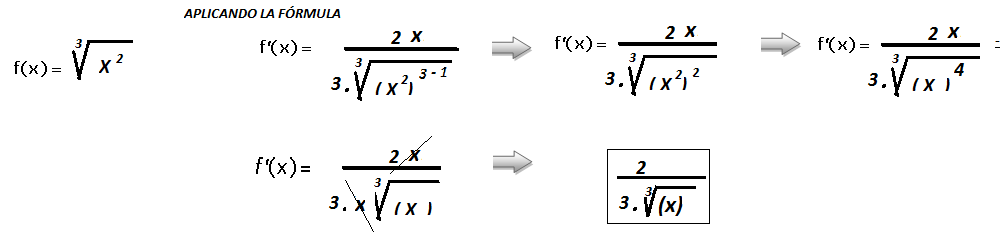 APLICANDO LA FÓRMULA
f(x) = ∛(X²) f'(x) = 2 x / 3.∛((X²)³⁻¹) ⇒ f'(x) = 2 x / 3.∛((X²)²) ⇒ f'(x) = 2 x / 3.∛((X)⁴) =
f'(x) = 2 x / 3. x ∛((X)) ⇒ 2 / 3.∛(x)